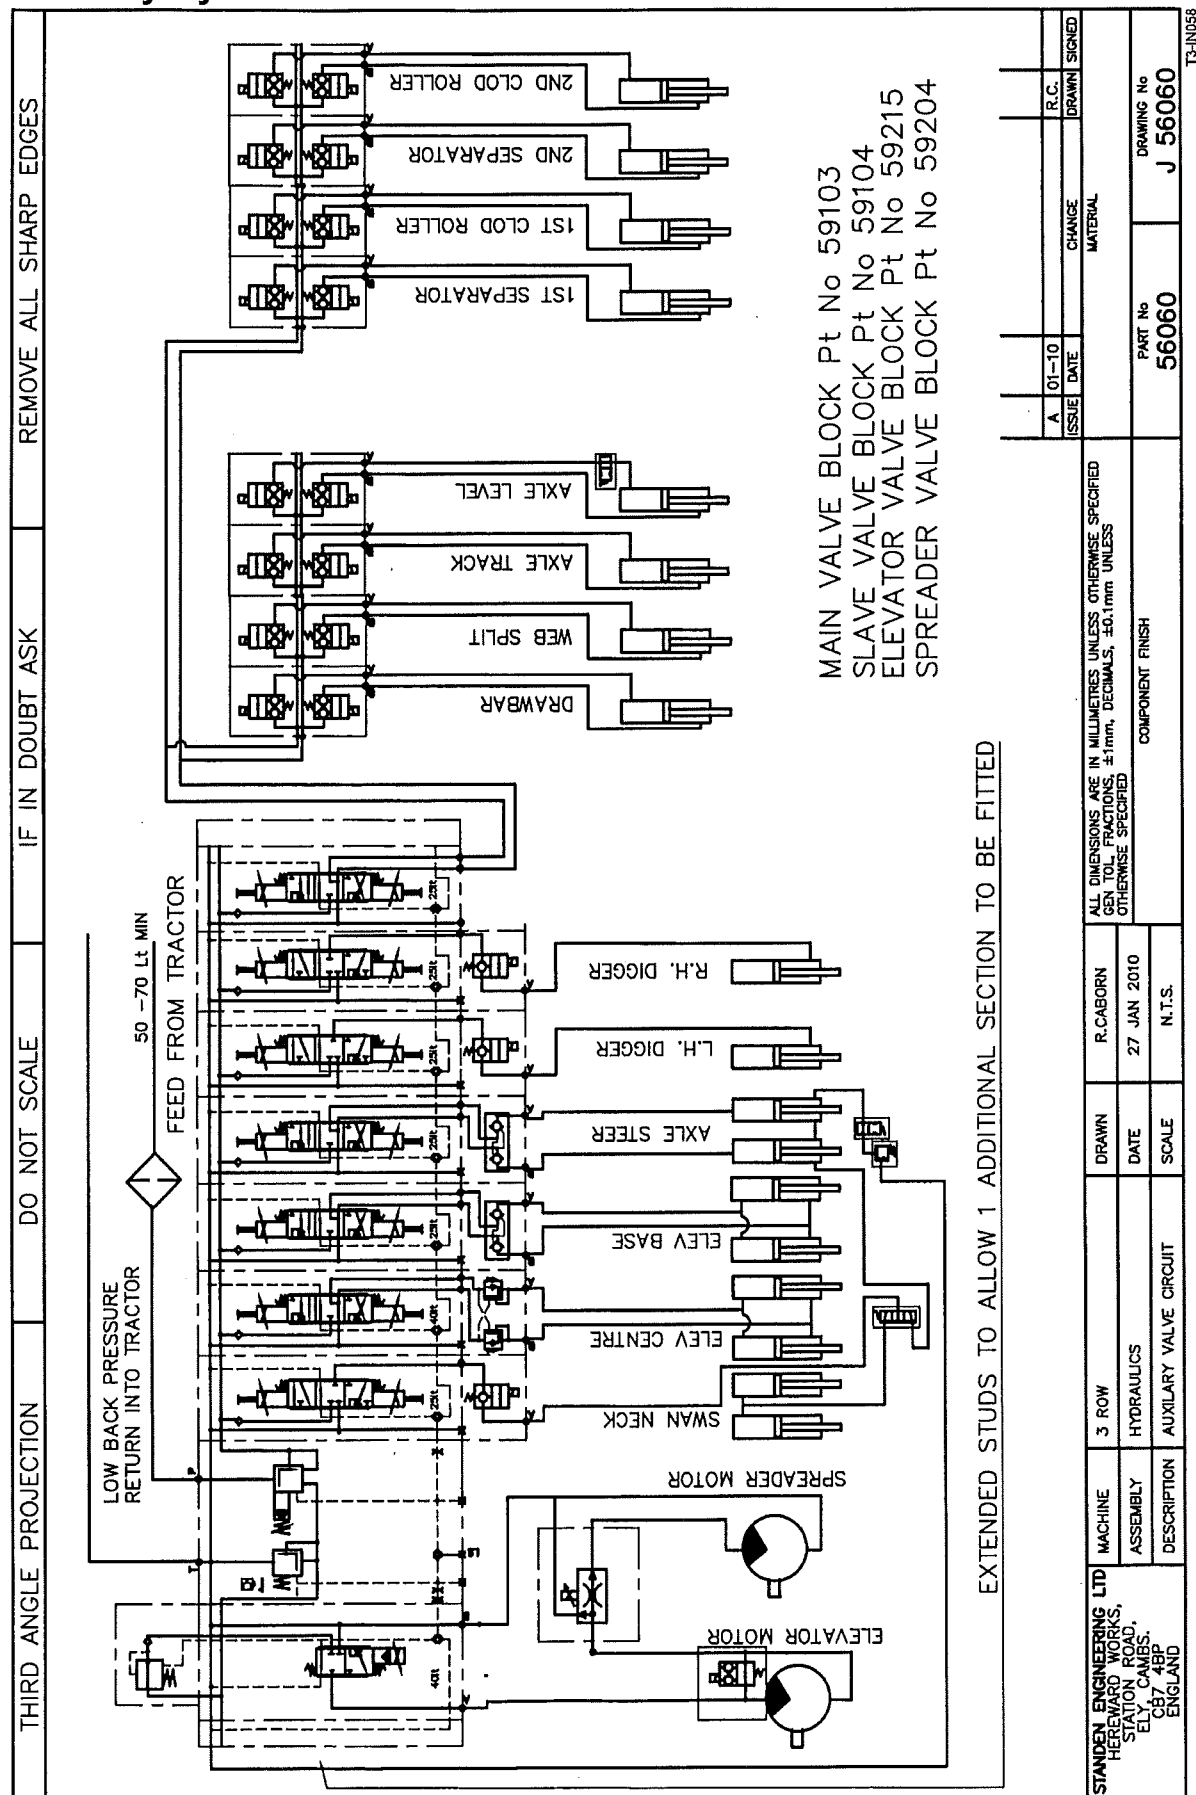 THIRD ANGLE PROJECTION
DO NOT SCALE
IF IN DOUBT ASK
REMOVE ALL SHARP EDGES
LOW BACK PRESSURE
RETURN INTO TRACTOR
50 -70 Lt MIN
FEED FROM TRACTOR
T
P
40lt
25lt
40lt
25lt
25lt
25lt
25lt
25lt
ELEVATOR MOTOR
SPREADER MOTOR
SWAN NECK
ELEV CENTRE
ELEV BASE
AXLE STEER
L.H. DIGGER
R.H. DIGGER
DRAWBAR
WEB SPLIT
AXLE TRACK
AXLE LEVEL
1ST SEPARATOR
1ST CLOD ROLLER
2ND SEPARATOR
2ND CLOD ROLLER
MAIN VALVE BLOCK Pt No 59103
SLAVE VALVE BLOCK Pt No 59104
ELEVATOR VALVE BLOCK Pt No 59215
SPREADER VALVE BLOCK Pt No 59204
EXTENDED STUDS TO ALLOW 1 ADDITIONAL SECTION TO BE FITTED
STANDEN ENGINEERING LTD
HEREWARD WORKS,
STATION ROAD,
ELY, CAMBS.
CB7 4BP
ENGLAND
MACHINE 3 ROW
ASSEMBLY HYDRAULICS
DESCRIPTION AUXILARY VALVE CIRCUIT
DRAWN R.CABORN
DATE 27 JAN 2010
SCALE N.T.S.
ALL DIMENSIONS ARE IN MILLIMETRES UNLESS OTHERWISE SPECIFIED
GEN TOL, FRACTIONS, ±1mm, DECIMALS, ±0.1mm UNLESS
OTHERWISE SPECIFIED
COMPONENT FINISH
A 01-10 R.C.
ISSUE DATE CHANGE DRAWN SIGNED
MATERIAL
PART No
56060
DRAWING No
J 56060
T3-IN058